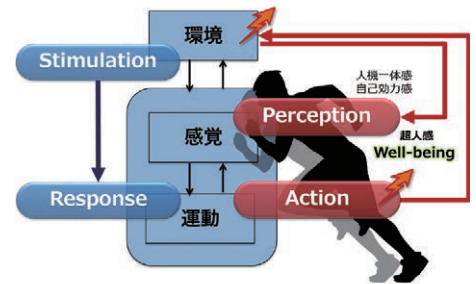 環境
Stimulation
人機一体感
自己効力感
感覚
Perception
超人感
Well-being
Response
運動
Action